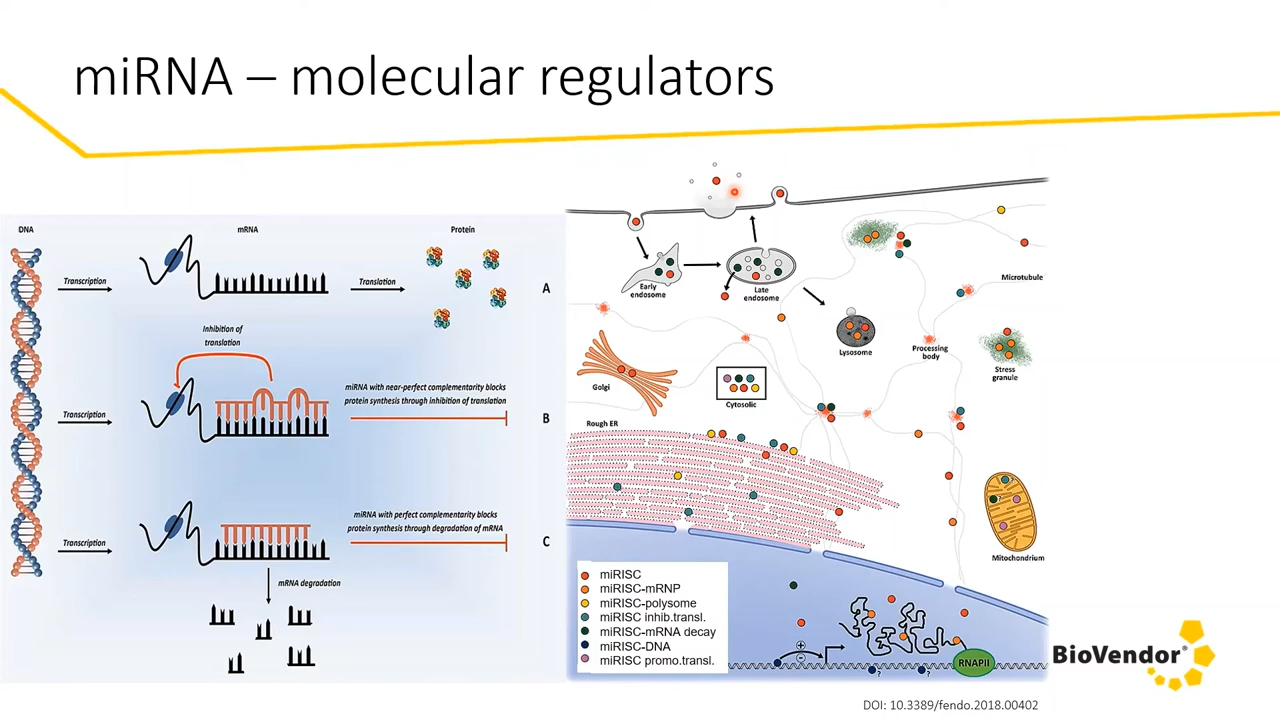 miRNA – molecular regulators
DNA
mRNA
Protein
Transcription
Translation
A
Inhibition of
translation
Transcription
miRNA with near-perfect complementarity blocks
protein synthesis through inhibition of translation
B
Transcription
miRNA with perfect complementarity blocks
protein synthesis through degradation of mRNA
C
mRNA degradation
Early
endosome
Late
endosome
Lysosome
Microtubule
Processing
body
Stress
granule
Golgi
Cytosolic
Rough ER
Mitochondrium
?
?
miRISC
miRISC-mRNP
miRISC-polysome
miRISC inhib.transl.
miRISC-mRNA decay
miRISC-DNA
miRISC promo.transl.
+
−
?
?
RNAPII
BioVendor®
DOI: 10.3389/fendo.2018.00402